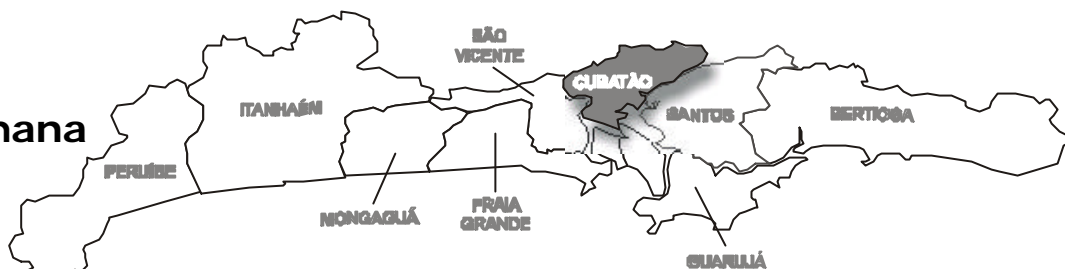 SÃO
VICENTE
CUBATÃO
ITANHAÉM
SANTOS
BERTIOGA
hana
PERUÍBE
MONGAGUÁ
PRAIA
GRANDE
GUARUJÁ